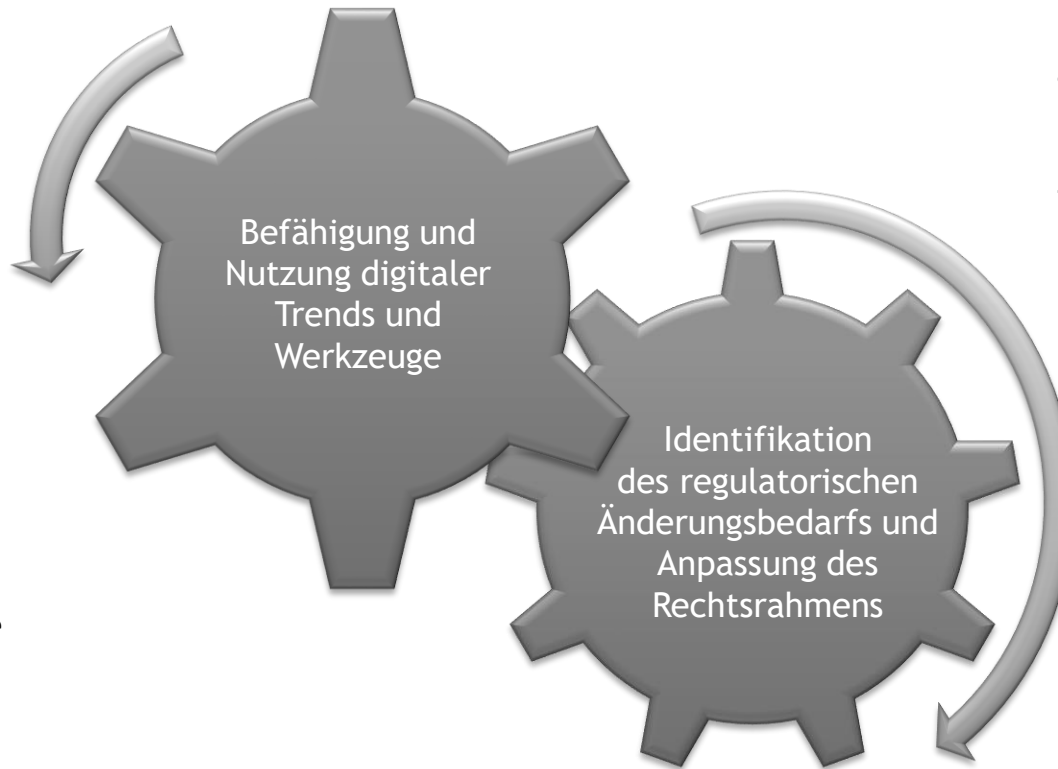 Befähigung und
Nutzung digitaler
Trends und
Werkzeuge
Identifikation
des regulatorischen
Änderungsbedarfs und
Anpassung des
Rechtsrahmens